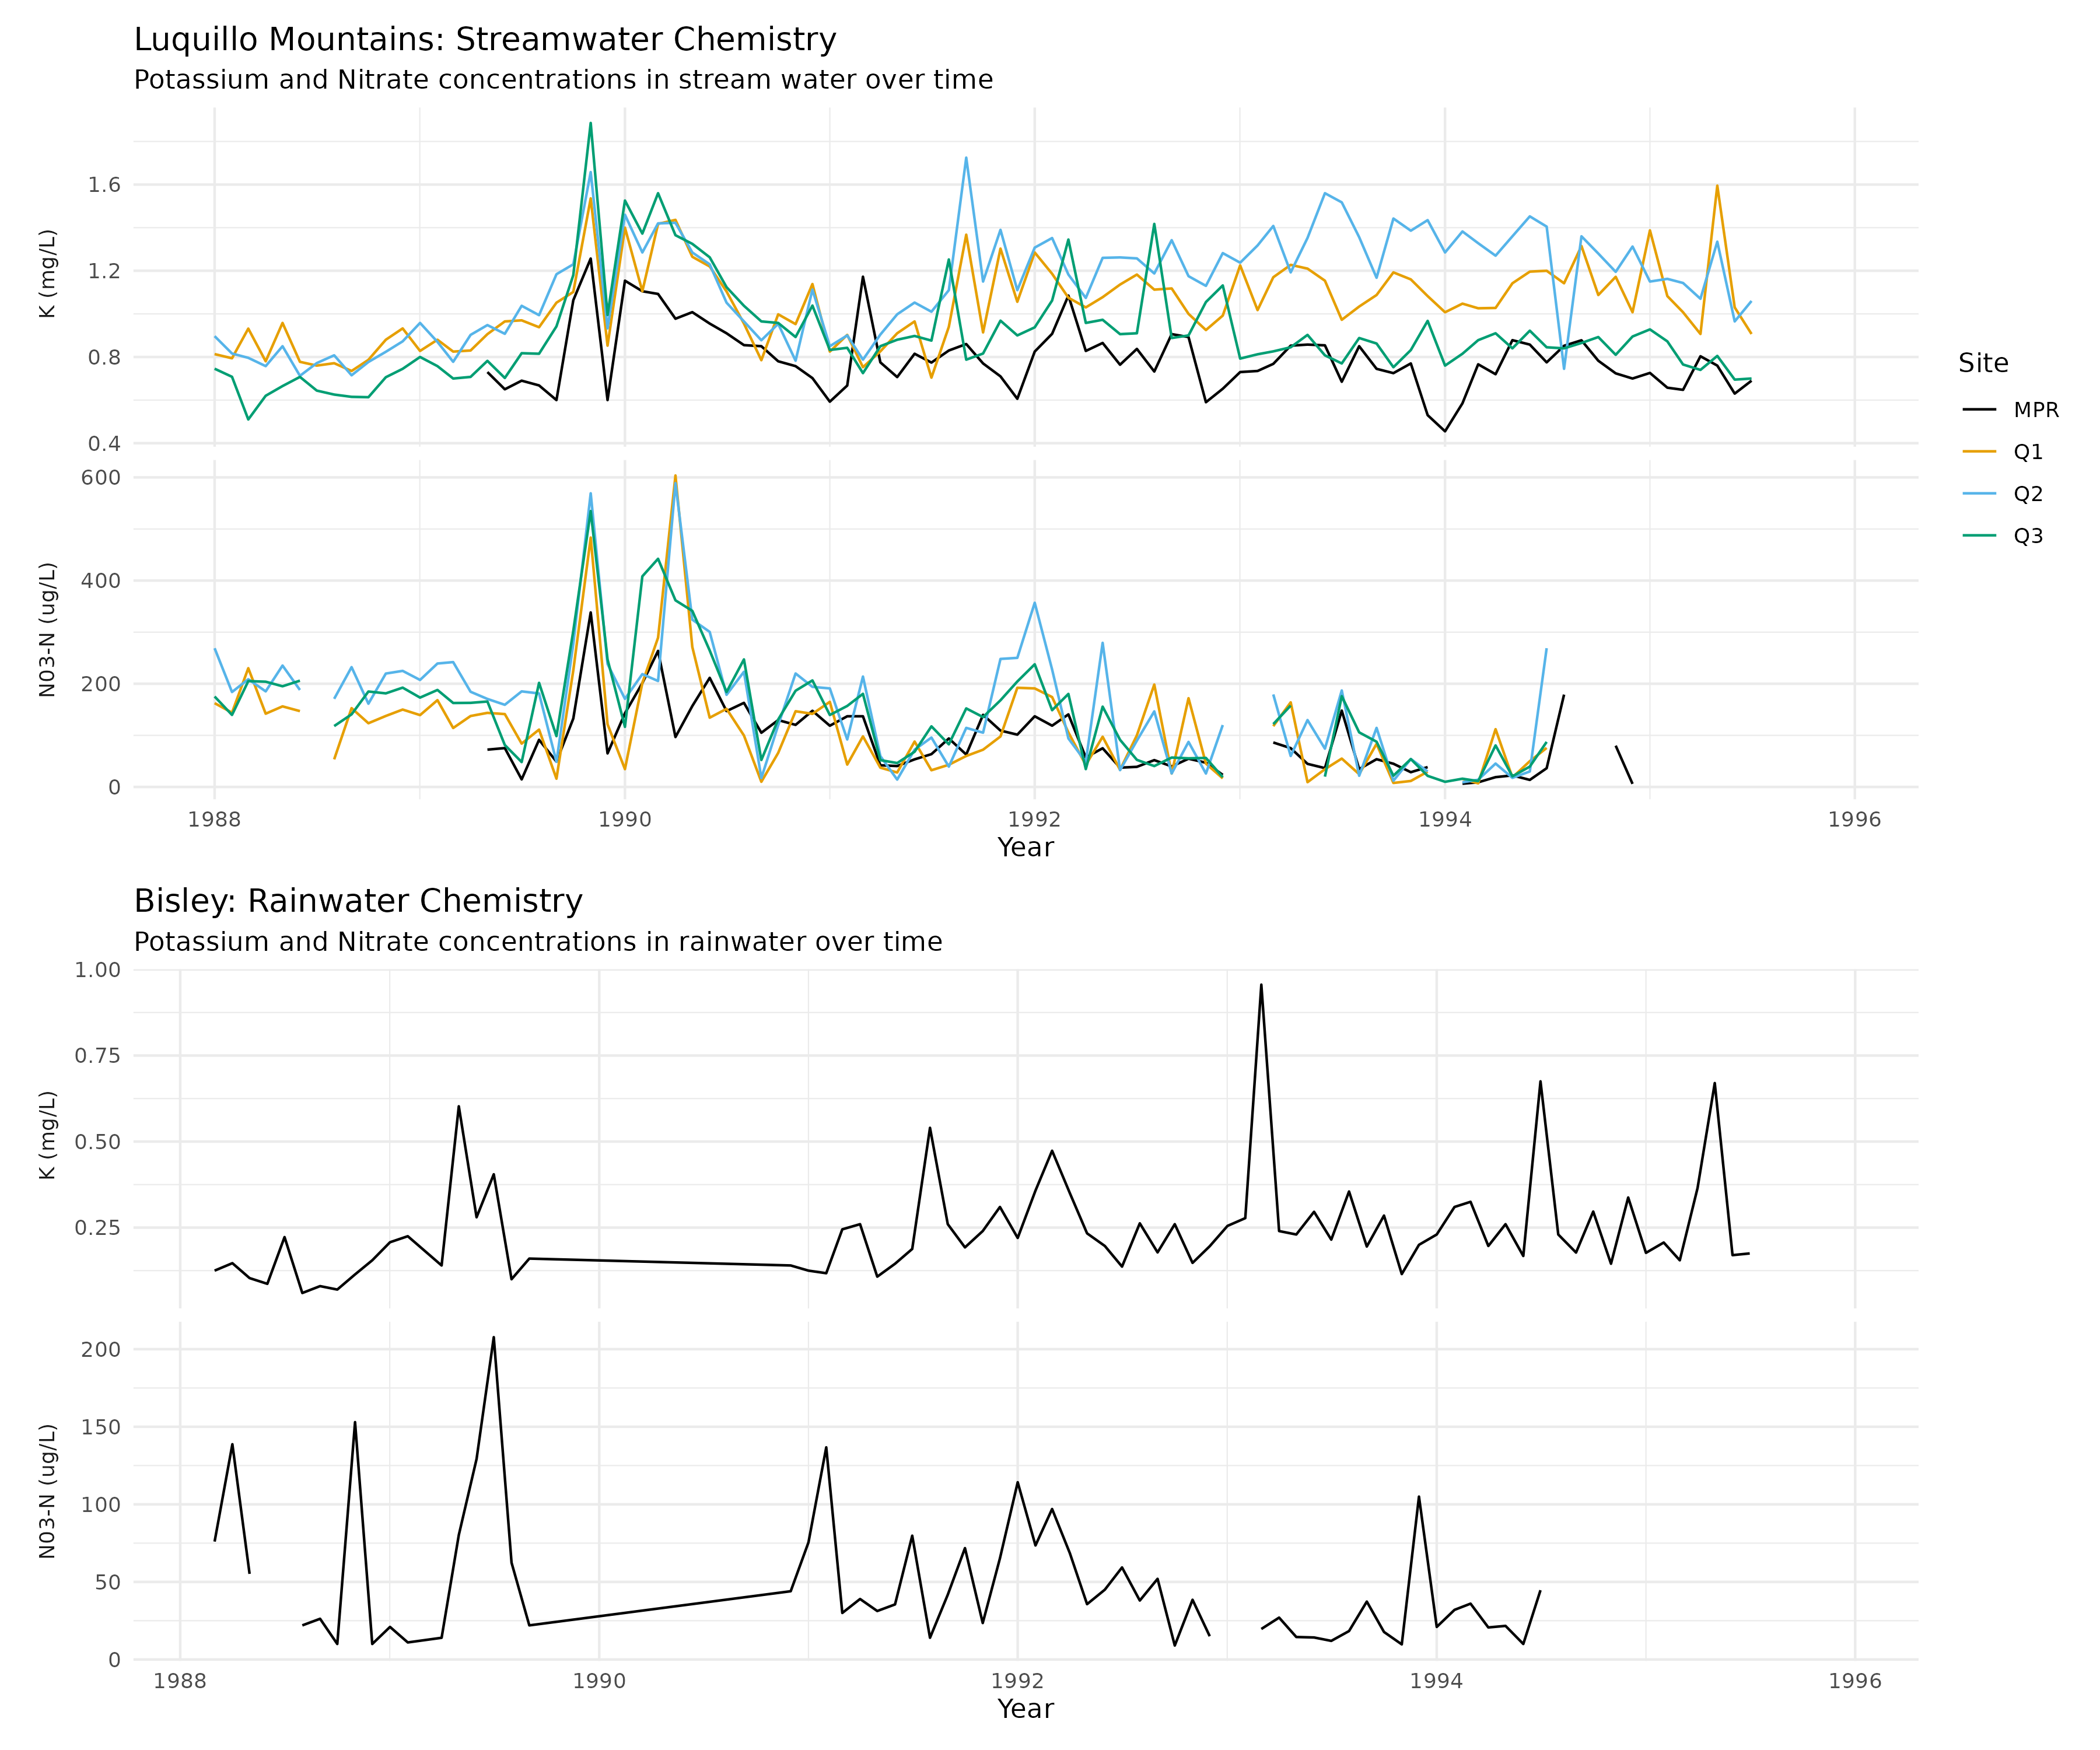 Luquillo Mountains: Streamwater Chemistry
Potassium and Nitrate concentrations in stream water over time
K (mg/L)
1.6
1.2
0.8
0.4
N03-N (ug/L)
600
400
200
0
1988 1990 1992 1994 1996
Year
Site
MPR
Q1
Q2
Q3
Bisley: Rainwater Chemistry
Potassium and Nitrate concentrations in rainwater over time
K (mg/L)
1.00
0.75
0.50
0.25
N03-N (ug/L)
200
150
100
50
0
1988 1990 1992 1994 1996
Year